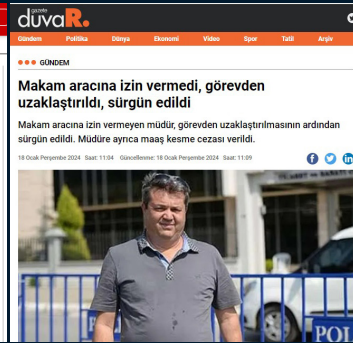 gazete
duvaR.
Gündem Politika Dünya Ekonomi Video Spor Tatil Arşiv
GÜNDEM
Makam aracına izin vermedi, görevden
uzaklaştırıldı, sürgün edildi
Makam aracına izin vermeyen müdür, görevden uzaklaştırılmasının ardından
sürgün edildi. Müdüre ayrıca maaş kesme cezası verildi.
18 Ocak Perşembe 2024 Saat: 11:04 Güncellenme: 18 Ocak Perşembe 2024 Saat: 11:09
f in
POL